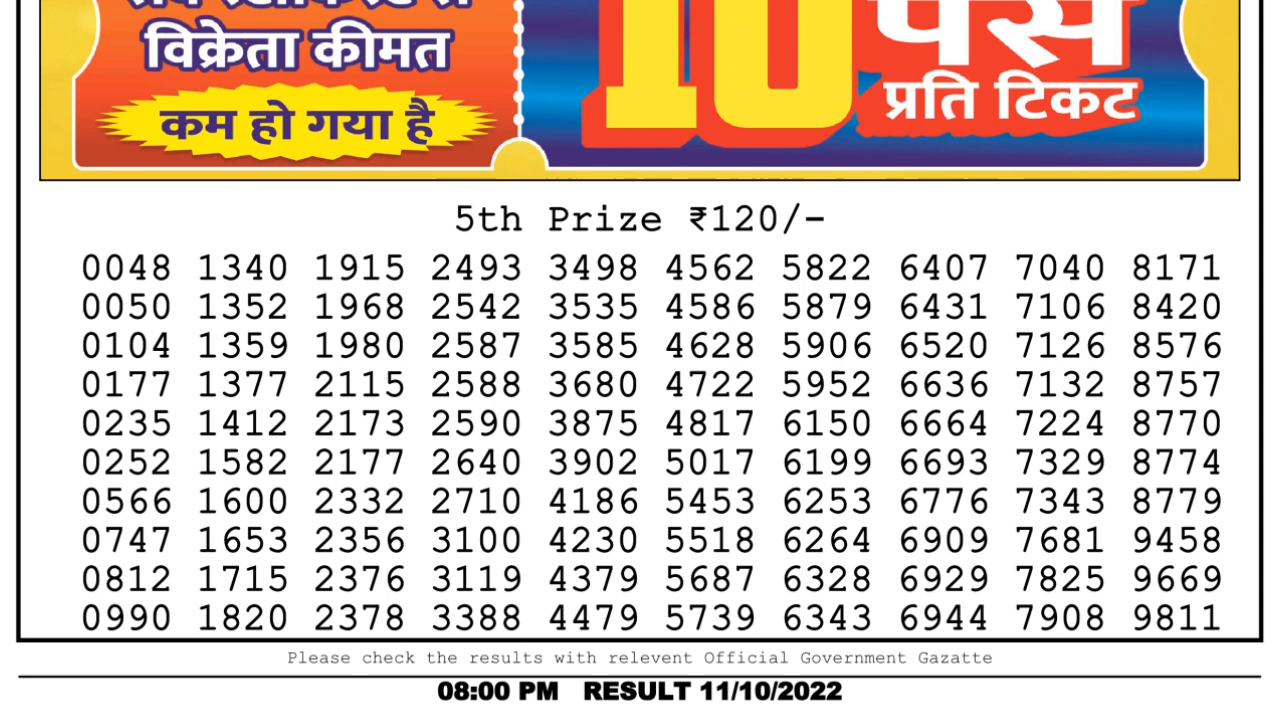 विक्रेता कीमत
कम हो गया है
10
प्रति टिकट
5th Prize ₹120/-
0048 1340 1915 2493 3498 4562 5822 6407 7040 8171
0050 1352 1968 2542 3535 4586 5879 6431 7106 8420
0104 1359 1980 2587 3585 4628 5906 6520 7126 8576
0177 1377 2115 2588 3680 4722 5952 6636 7132 8757
0235 1412 2173 2590 3875 4817 6150 6664 7224 8770
0252 1582 2177 2640 3902 5017 6199 6693 7329 8774
0566 1600 2332 2710 4186 5453 6253 6776 7343 8779
0747 1653 2356 3100 4230 5518 6264 6909 7681 9458
0812 1715 2376 3119 4379 5687 6328 6929 7825 9669
0990 1820 2378 3388 4479 5739 6343 6944 7908 9811
Please check the results with relevent Official Government Gazatte
08:00 PM RESULT 11/10/2022